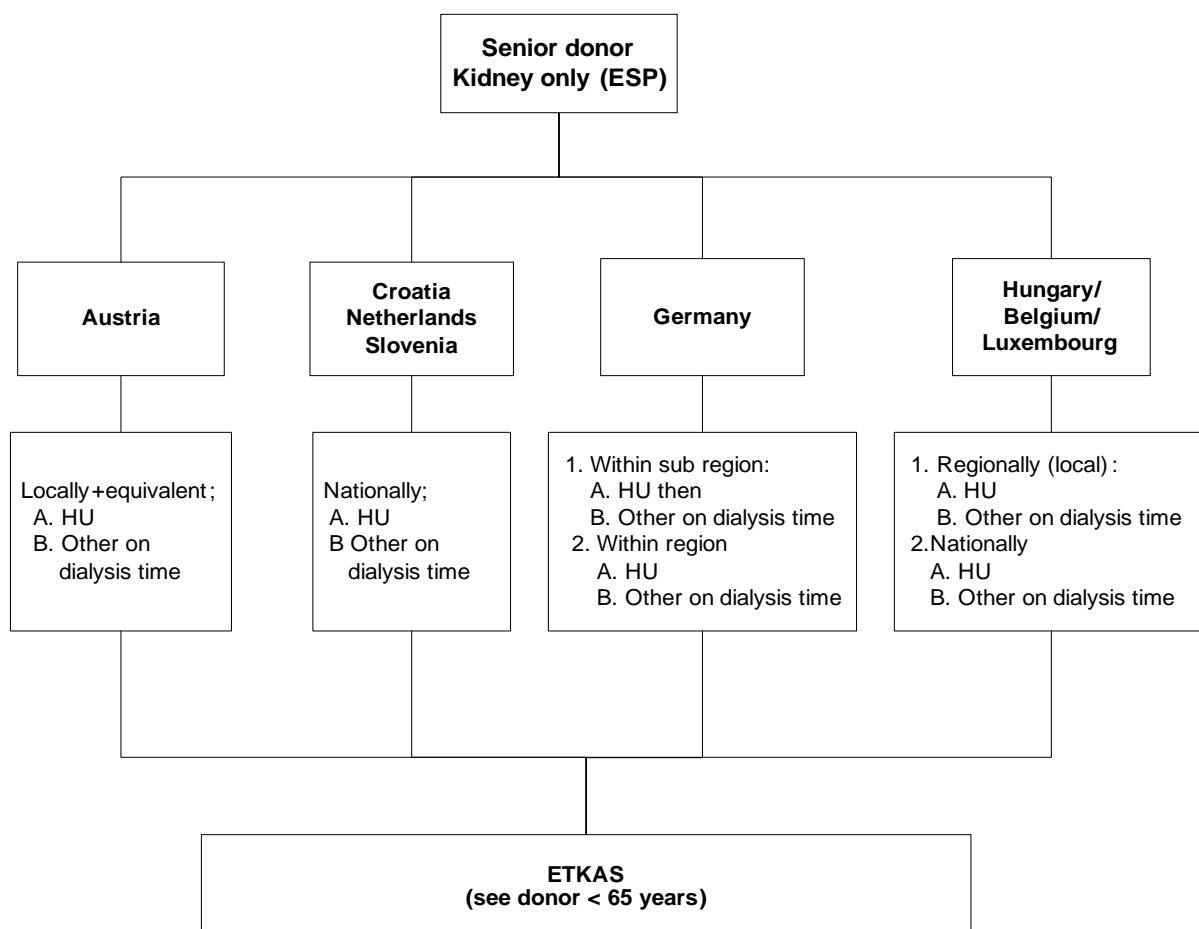 Senior donor
Kidney only (ESP)
Austria
Croatia
Netherlands
Slovenia
Germany
Hungary/
Belgium/
Luxembourg
Locally+equivalent;
A. HU
B. Other on
dialysis time
Nationally;
A. HU
B Other on
dialysis time
1. Within sub region:
A. HU then
B. Other on dialysis time
2. Within region
A. HU
B. Other on dialysis time
1. Regionally (local):
A. HU
B. Other on dialysis time
2.Nationally
A. HU
B. Other on dialysis time
ETKAS
(see donor < 65 years)